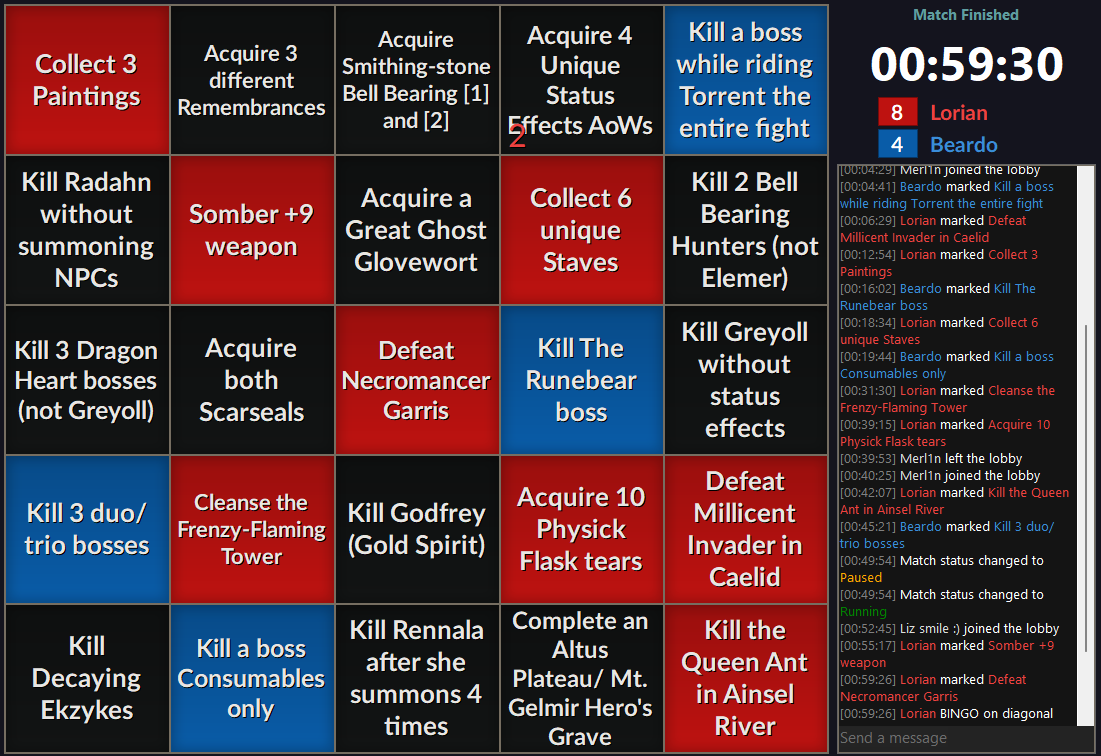 Collect 3
Paintings
Acquire 3
different
Remembrances
Acquire
Smithing-stone
Bell Bearing [1]
and [2]
Acquire 4
Unique
Status
Effects AoWs
2
Kill a boss
while riding
Torrent the
entire fight
Kill Radahn
without
summoning
NPCs
Somber +9
weapon
Acquire a
Great Ghost
Glovewort
Collect 6
unique
Staves
Kill 2 Bell
Bearing
Hunters (not
Elemer)
Kill 3 Dragon
Heart bosses
(not Greyoll)
Acquire
both
Scarseals
Defeat
Necromancer
Garris
Kill The
Runebear
boss
Kill Greyoll
without
status
effects
Kill 3 duo/
trio bosses
Cleanse the
Frenzy-Flaming
Tower
Kill Godfrey
(Gold Spirit)
Acquire 10
Physick
Flask tears
Defeat
Millicent
Invader in
Caelid
Kill
Decaying
Ekzykes
Kill a boss
Consumables
only
Kill Rennala
after she
summons 4
times
Complete an
Altus
Plateau/ Mt.
Gelmir Hero's
Grave
Kill the
Queen Ant
in Ainsel
River
Match Finished
00:59:30
8 Lorian
4 Beardo
[00:04:29] Merl1n joined the lobby
[00:04:41] Beardo marked Kill a boss
while riding Torrent the entire fight
[00:06:29] Lorian marked Defeat
Millicent Invader in Caelid
[00:12:54] Lorian marked Collect 3
Paintings
[00:16:02] Beardo marked Kill The
Runebear boss
[00:18:34] Lorian marked Collect 6
unique Staves
[00:19:44] Beardo marked Kill a boss
Consumables only
[00:31:30] Lorian marked Cleanse the
Frenzy-Flaming Tower
[00:39:15] Lorian marked Acquire 10
Physick Flask tears
[00:39:53] Merl1n left the lobby
[00:40:25] Merl1n joined the lobby
[00:42:07] Lorian marked Kill the Queen
Ant in Ainsel River
[00:45:21] Beardo marked Kill 3 duo/
trio bosses
[00:49:54] Match status changed to
Paused
[00:49:54] Match status changed to
Running
[00:52:45] Liz smile :) joined the lobby
[00:55:17] Lorian marked Somber +9
weapon
[00:59:26] Lorian marked Defeat
Necromancer Garris
[00:59:26] Lorian BINGO on diagonal
Send a message